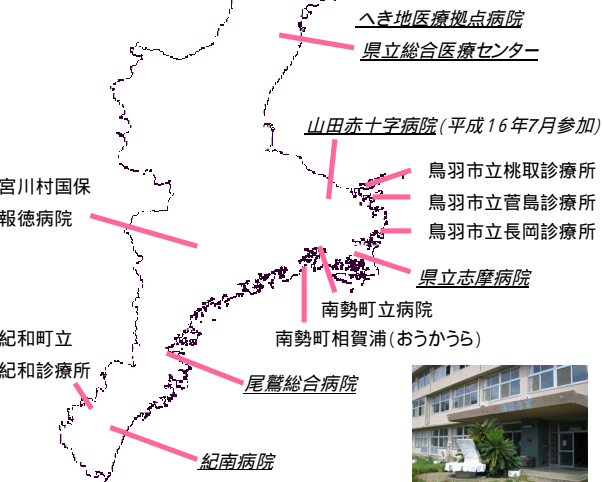 へき地医療拠点病院
県立総合医療センター
山田赤十字病院(平成16年7月参加)
鳥羽市立桃取診療所
宮川村国保
報徳病院
鳥羽市立菅島診療所
鳥羽市立長岡診療所
県立志摩病院
南勢町立病院
南勢町相賀浦(おうかうら)
紀和町立
紀和診療所
尾鷲総合病院
紀南病院